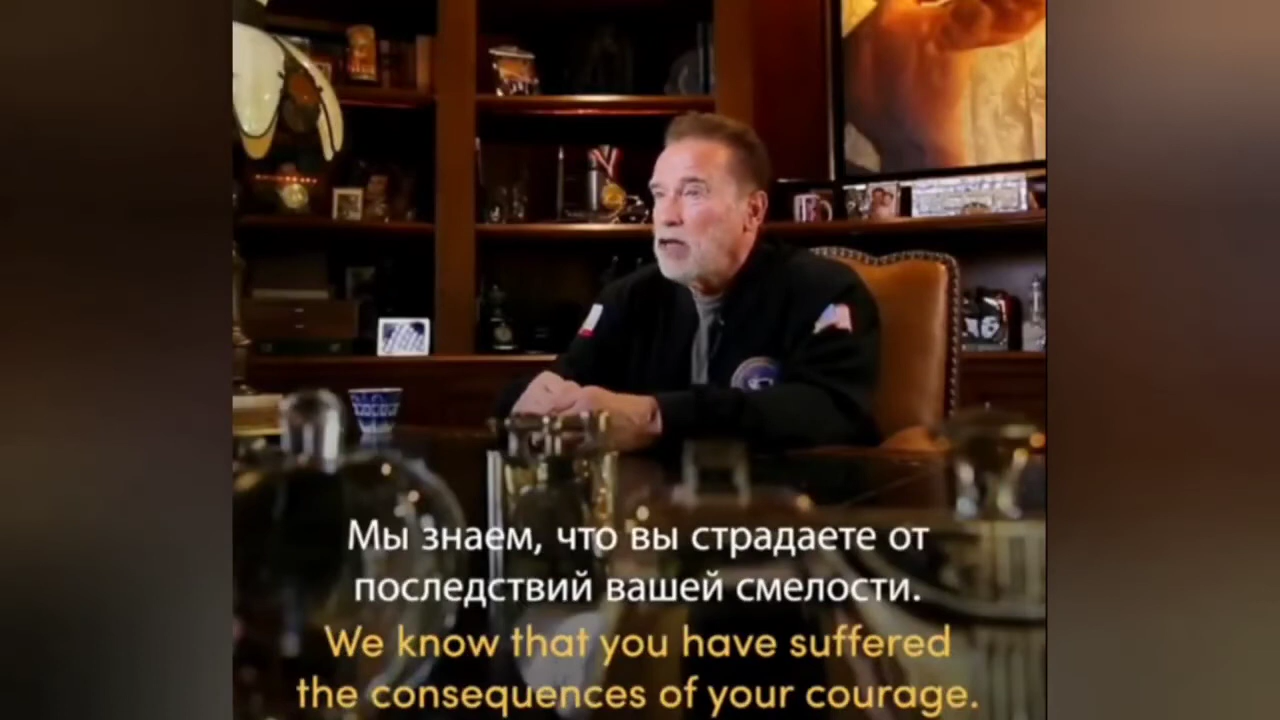 Мы знаем, что вы страдаете от
последствий вашей смелости.
We know that you have suffered
the consequences of your courage.